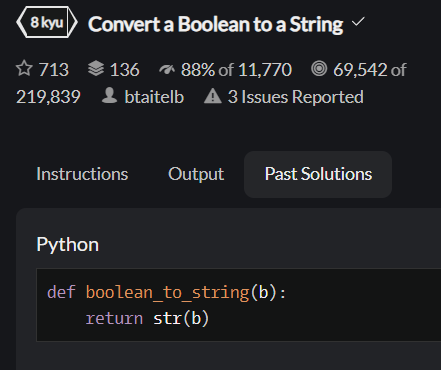 8 kyu Convert a Boolean to a String
713 136 88% of 11,770 69,542 of
219,839 btaitelb 3 Issues Reported
Instructions Output Past Solutions
Python
def boolean_to_string(b):
    return str(b)